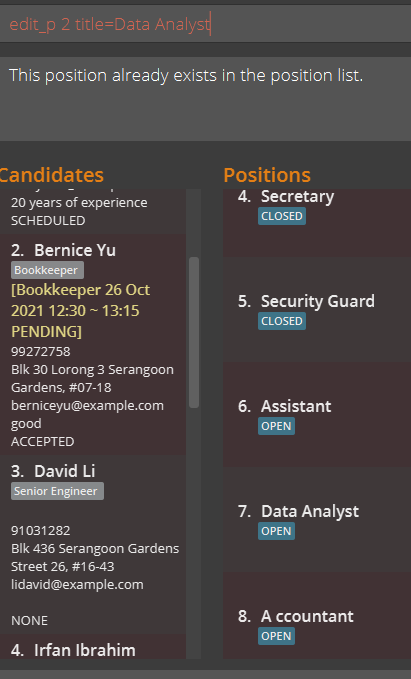 edit_p 2 title=Data Analyst
This position already exists in the position list.
Candidates
20 years of experience
SCHEDULED
2. Bernice Yu
Bookkeeper
[Bookkeeper 26 Oct
2021 12:30 ~ 13:15
PENDING]
99272758
Blk 30 Lorong 3 Serangoon
Gardens, #07-18
berniceyu@example.com
good
ACCEPTED
3. David Li
Senior Engineer
91031282
Blk 436 Serangoon Gardens
Street 26, #16-43
lidavid@example.com
NONE
4. Irfan Ibrahim
Positions
4. Secretary
CLOSED
5. Security Guard
CLOSED
6. Assistant
OPEN
7. Data Analyst
OPEN
8. A ccountant
OPEN